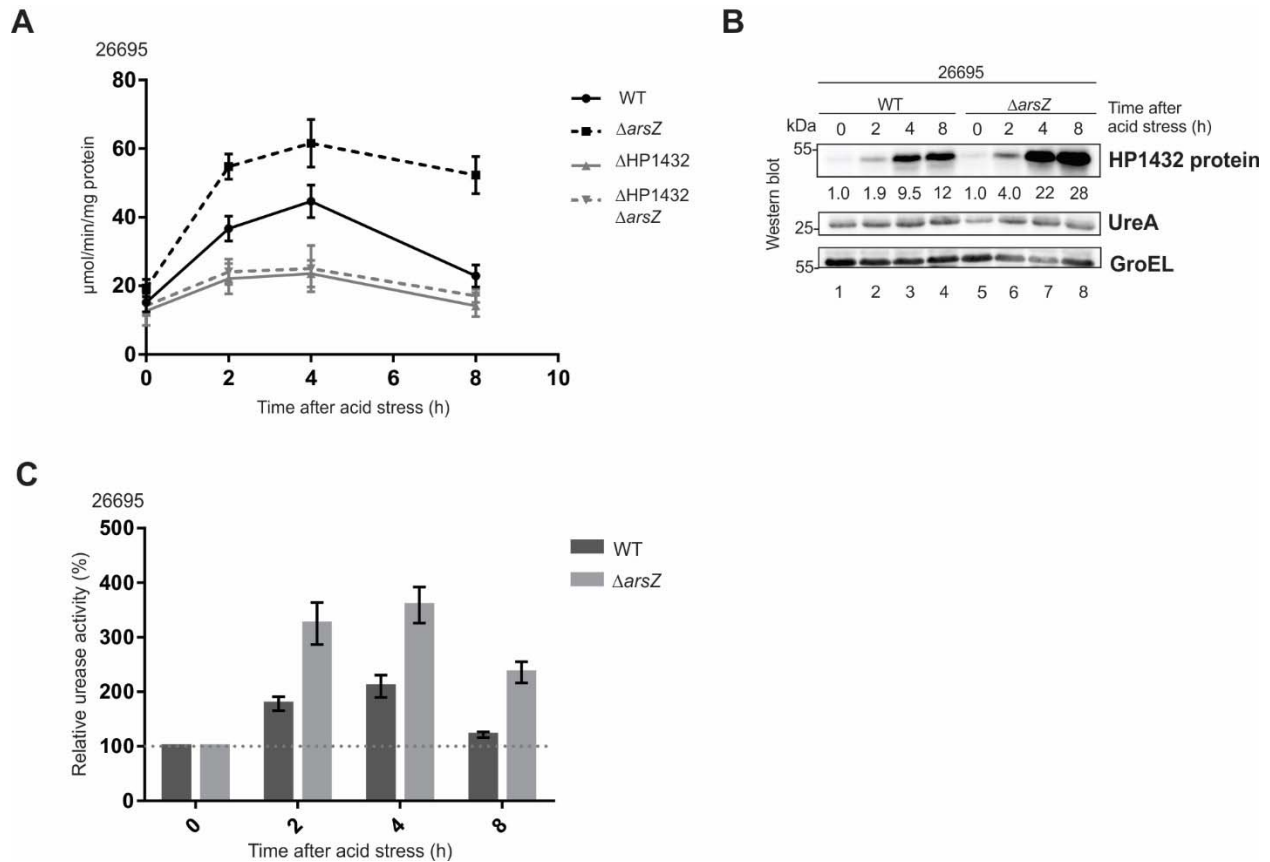 A
26695
80
60
40
20
0
µmol/min/mg protein
0 2 4 6 8 10
Time after acid stress (h)
WT
ΔarsZ
ΔHP1432
ΔHP1432
ΔarsZ
B
26695
WT ΔarsZ Time after
kDa 0 2 4 8 0 2 4 8 acid stress (h)
55 HP1432 protein
1.0 1.9 9.5 12 1.0 4.0 22 28
25 UreA
55 GroEL
1 2 3 4 5 6 7 8
Western blot
C
26695
500
400
300
200
100
0
Relative urease activity (%)
0 2 4 8
Time after acid stress (h)
WT
ΔarsZ